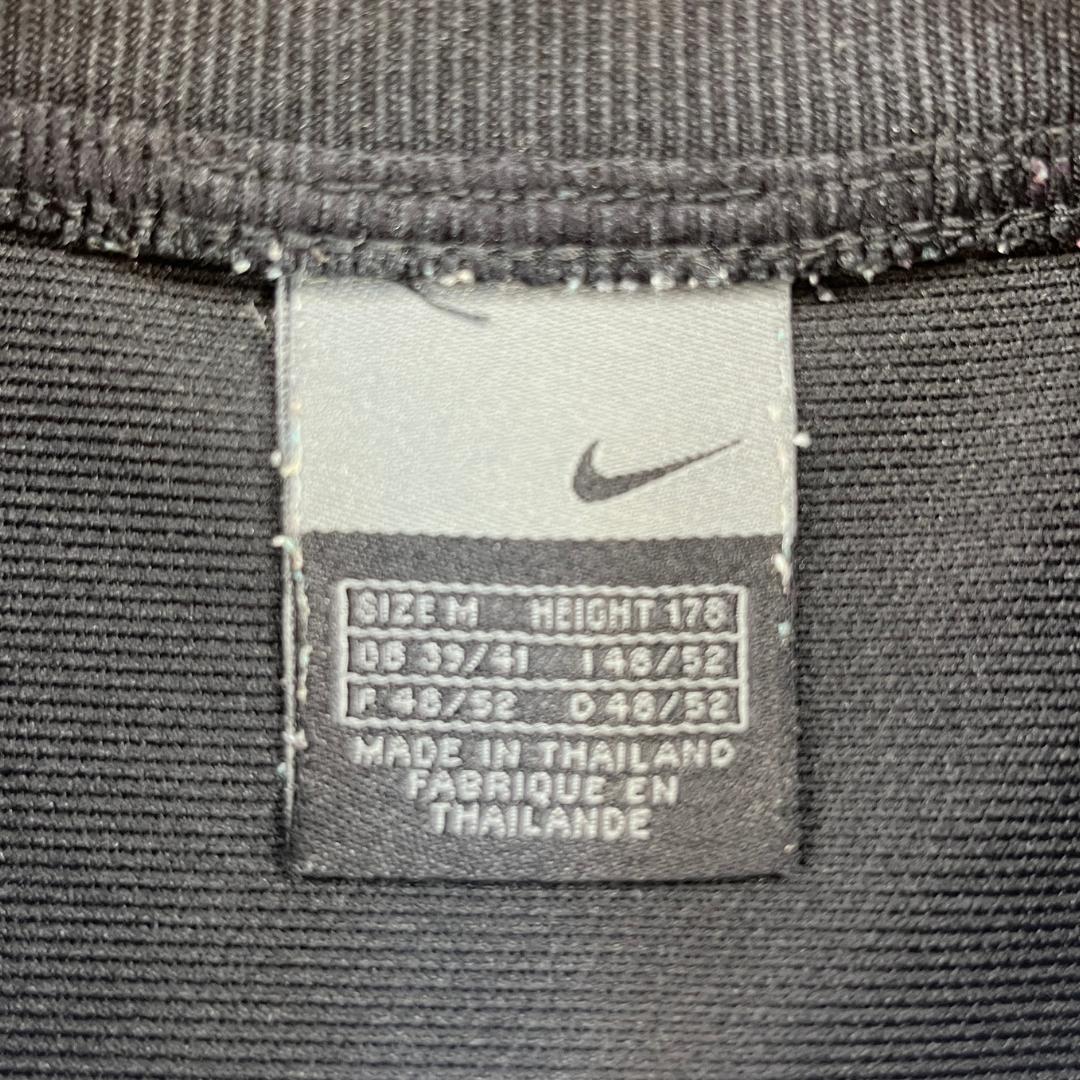 SIZE M HEIGHT 178
GB 39/41 I 48/52
F 48/52 D 48/52
MADE IN THAILAND
FABRIQUE EN
THAILANDE